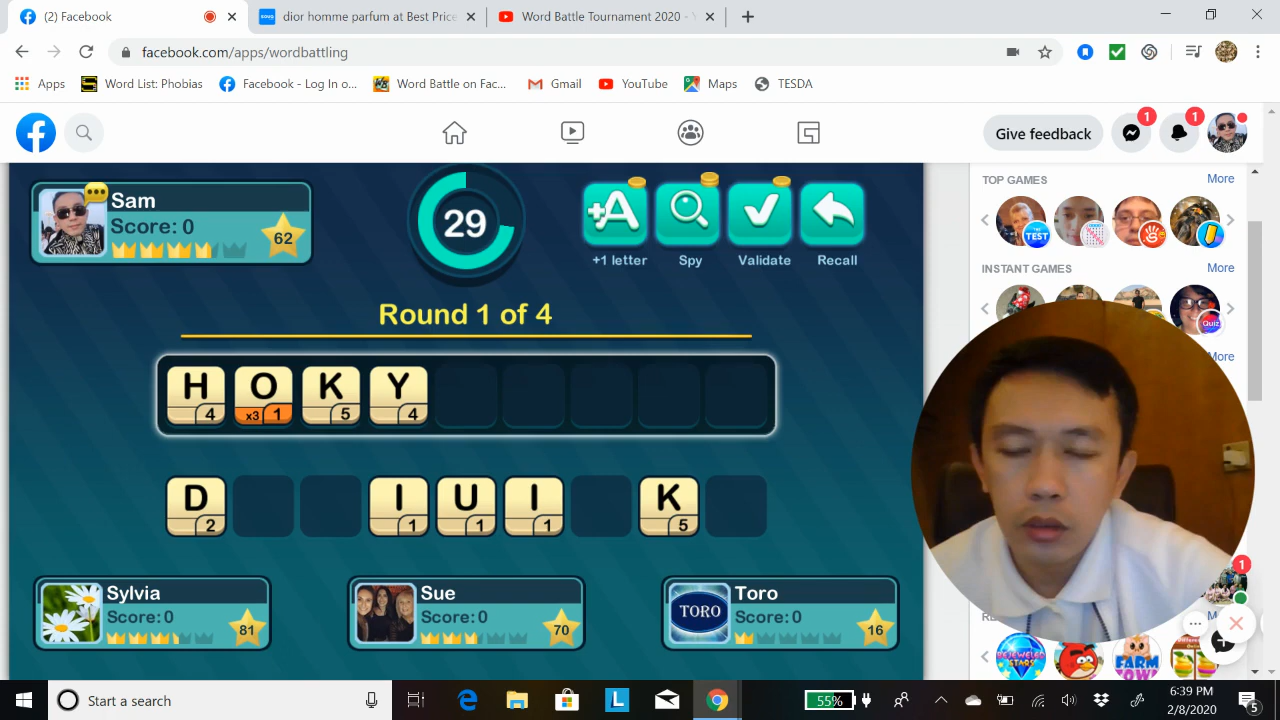 (2) Facebook
dior homme parfum at Best Price
Word Battle Tournament 2020 - Y
facebook.com/apps/wordbattling
Apps
Word List: Phobias
Facebook - Log In o...
Word Battle on Fac...
Gmail
YouTube
Maps
TESDA
Give feedback
1
1
Sam
Score: 0
62
29
+A
+1 letter
Spy
Validate
Recall
TOP GAMES
More
TEST
INSTANT GAMES
More
Quiz
More
Round 1 of 4
H 4
O x3 1
K 5
Y 4
D 2
I 1
U 1
I 1
K 5
Sylvia
Score: 0
81
Sue
Score: 0
70
TORO
Toro
Score: 0
16
1
BEJEWELED
STARS
FARM
Start a search
55%
6:39 PM
2/8/2020
5